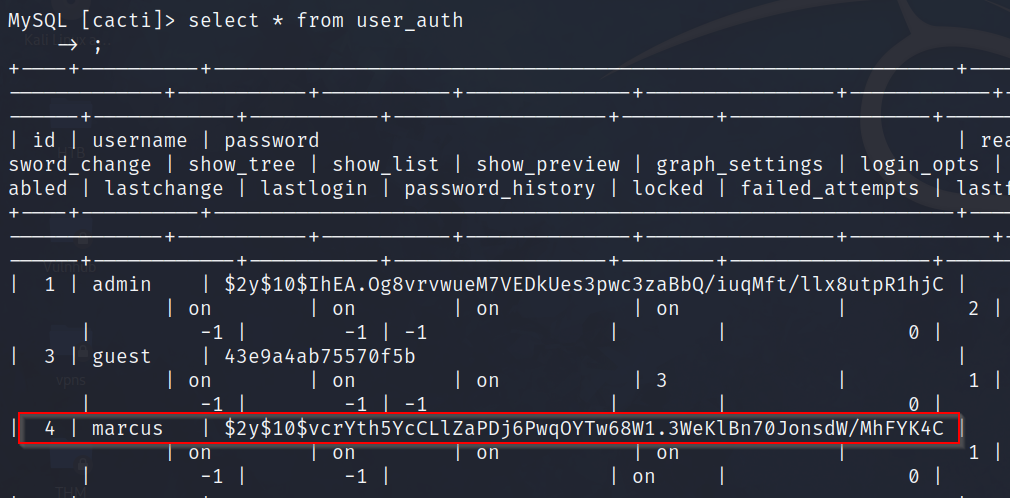 MySQL [cacti]> select * from user_auth
    -> ;
+----+----------+--------------------------------------------------------------+----
----------------+-----------+-----------+--------------+----------------+------------+
------+------------+-----------+------------------+--------+-----------------+------
| id | username | password                                                     | rea
sword_change | show_tree | show_list | show_preview | graph_settings | login_opts |
abled | lastchange | lastlogin | password_history | locked | failed_attempts | lastf
+----+----------+--------------------------------------------------------------+----
-------------+-----------+-----------+--------------+----------------+------------+
------+------------+-----------+------------------+--------+-----------------+------
| 1 | admin | $2y$10$IhEA.Og8vrvwueM7VEDkUes3pwc3zaBbQ/iuqMft/llx8utpR1hjC |
| on | on | on | on | 2 |
| -1 | -1 | -1 | | | 0 |
| 3 | guest | 43e9a4ab75570f5b |
| on | on | on | 3 | 1 |
| -1 | -1 | -1 | | | 0 |
| 4 | marcus | $2y$10$vcrYth5YcCLlZaPDj6PwqOYTw68W1.3WeKlBn70JonsdW/MhFYK4C |
| on | on | on | on | 1 |
| -1 | -1 | | | on | 0 |